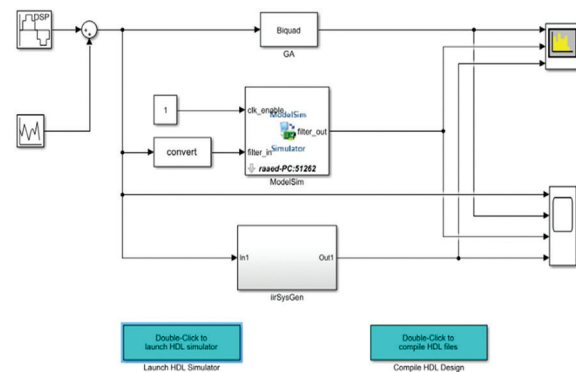 DSP
Biquad
GA
1
clk_enable
ModelSim
filter_out
convert
filter_in
Simulator
raaed-PC:51262
ModelSim
In1
Out1
iirSysGen
Double-Click to
launch HDL simulator
Double-Click to
compile HDL files
Launch HDL Simulator
Compile HDL Design